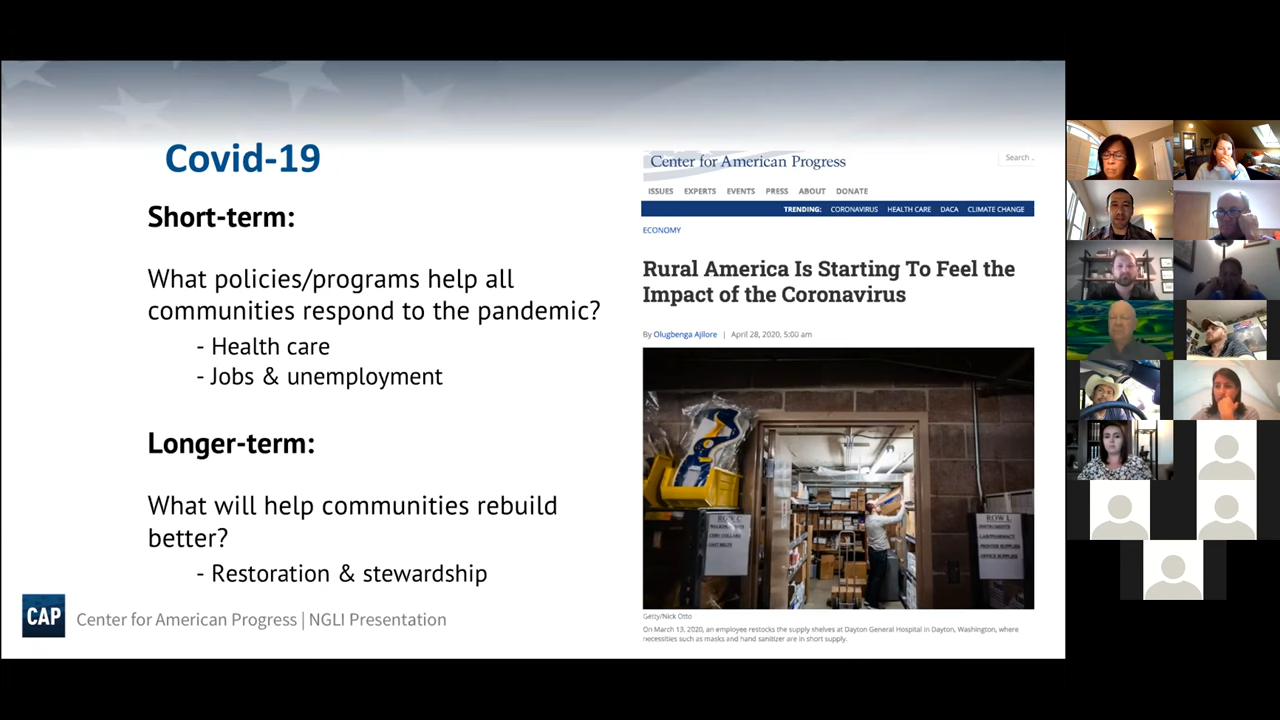 Covid-19
Short-term:
What policies/programs help all
communities respond to the pandemic?
- Health care
- Jobs & unemployment
Longer-term:
What will help communities rebuild
better?
- Restoration & stewardship
CAP
Center for American Progress | NGLI Presentation
Center for American Progress
Search .
ISSUES EXPERTS EVENTS PRESS ABOUT DONATE
TRENDING: CORONAVIRUS HEALTH CARE DACA CLIMATE CHANGE
ECONOMY
Rural America Is Starting To Feel the
Impact of the Coronavirus
By Olugbenga Ajilore | April 28, 2020, 5:00 am
ROW L
Getty/Nick Otto
On March 13, 2020, an employee restocks the supply shelves at Dayton General Hospital in Dayton, Washington, where
necessities such as masks and hand sanitizer are in short supply.